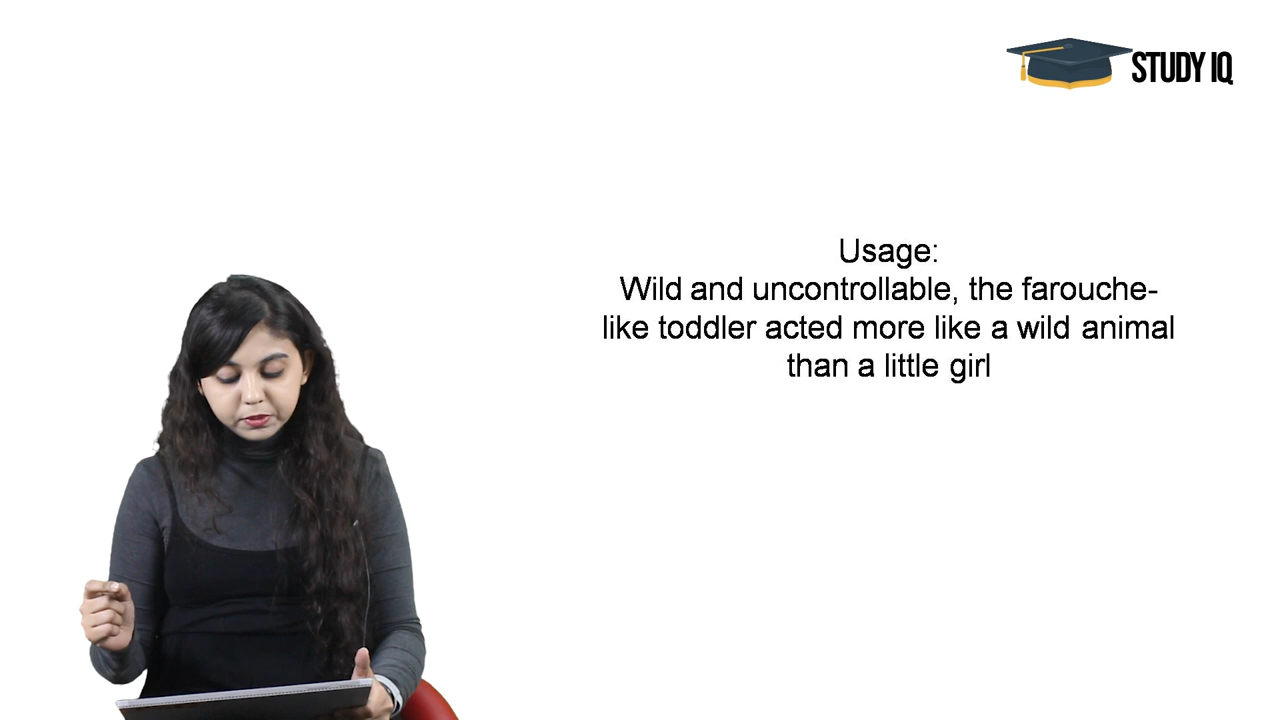 STUDY IQ
Usage:
Wild and uncontrollable, the farouche-
like toddler acted more like a wild animal
than a little girl